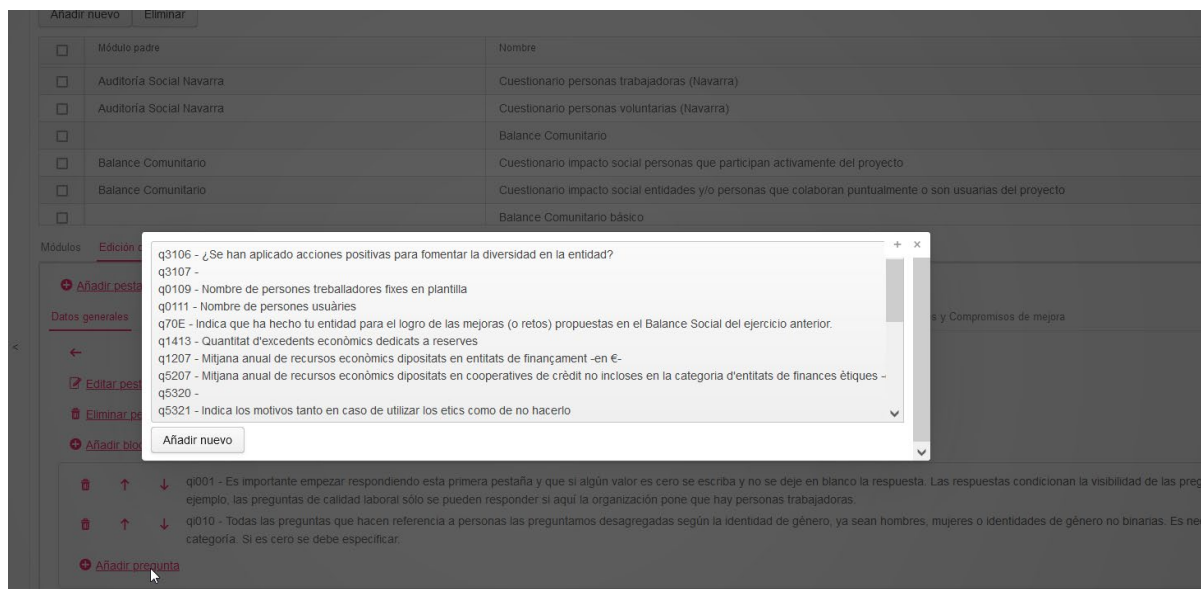 Añadir nuevo Eliminar
Módulo padre Nombre
Auditoría Social Navarra Cuestionario personas trabajadoras (Navarra)
Auditoría Social Navarra Cuestionario personas voluntarias (Navarra)
Balance Comunitario
Balance Comunitario Cuestionario impacto social personas que participan activamente del proyecto
Balance Comunitario Cuestionario impacto social entidades y/o personas que colaboran puntualmente o son usuarias del proyecto
Balance Comunitario básico
Módulos Edición
q3106 - ¿Se han aplicado acciones positivas para fomentar la diversidad en la entidad?
q3107 -
q0109 - Nombre de persones treballadores fixes en plantilla
q0111 - Nombre de persones usuàries
q70E - Indica que ha hecho tu entidad para el logro de las mejoras (o retos) propuestas en el Balance Social del ejercicio anterior.
q1413 - Quantitat d'excedents econòmics dedicats a reserves
q1207 - Mitjana anual de recursos econòmics dipositats en entitats de finançament -en €-
q5207 - Mitjana anual de recursos econòmics dipositats en cooperatives de crèdit no incloses en la categoria d'entitats de finances ètiques -
q5320 -
q5321 - Indica los motivos tanto en caso de utilizar los etics como de no hacerlo
Añadir nuevo
Añadir pesta
Datos generales s y Compromisos de mejora
Editar pest
Eliminar pe
Añadir bloq
qi001 - Es importante empezar respondiendo esta primera pestaña y que si algún valor es cero se escriba y no se deje en blanco la respuesta. Las respuestas condicionan la visibilidad de las preg
ejemplo, las preguntas de calidad laboral sólo se pueden responder si aquí la organización pone que hay personas trabajadoras.
qi010 - Todas las preguntas que hacen referencia a personas las preguntamos desagregadas según la identidad de género, ya sean hombres, mujeres o identidades de género no binarias. Es ne
categoría. Si es cero se debe especificar.
Añadir pregunta